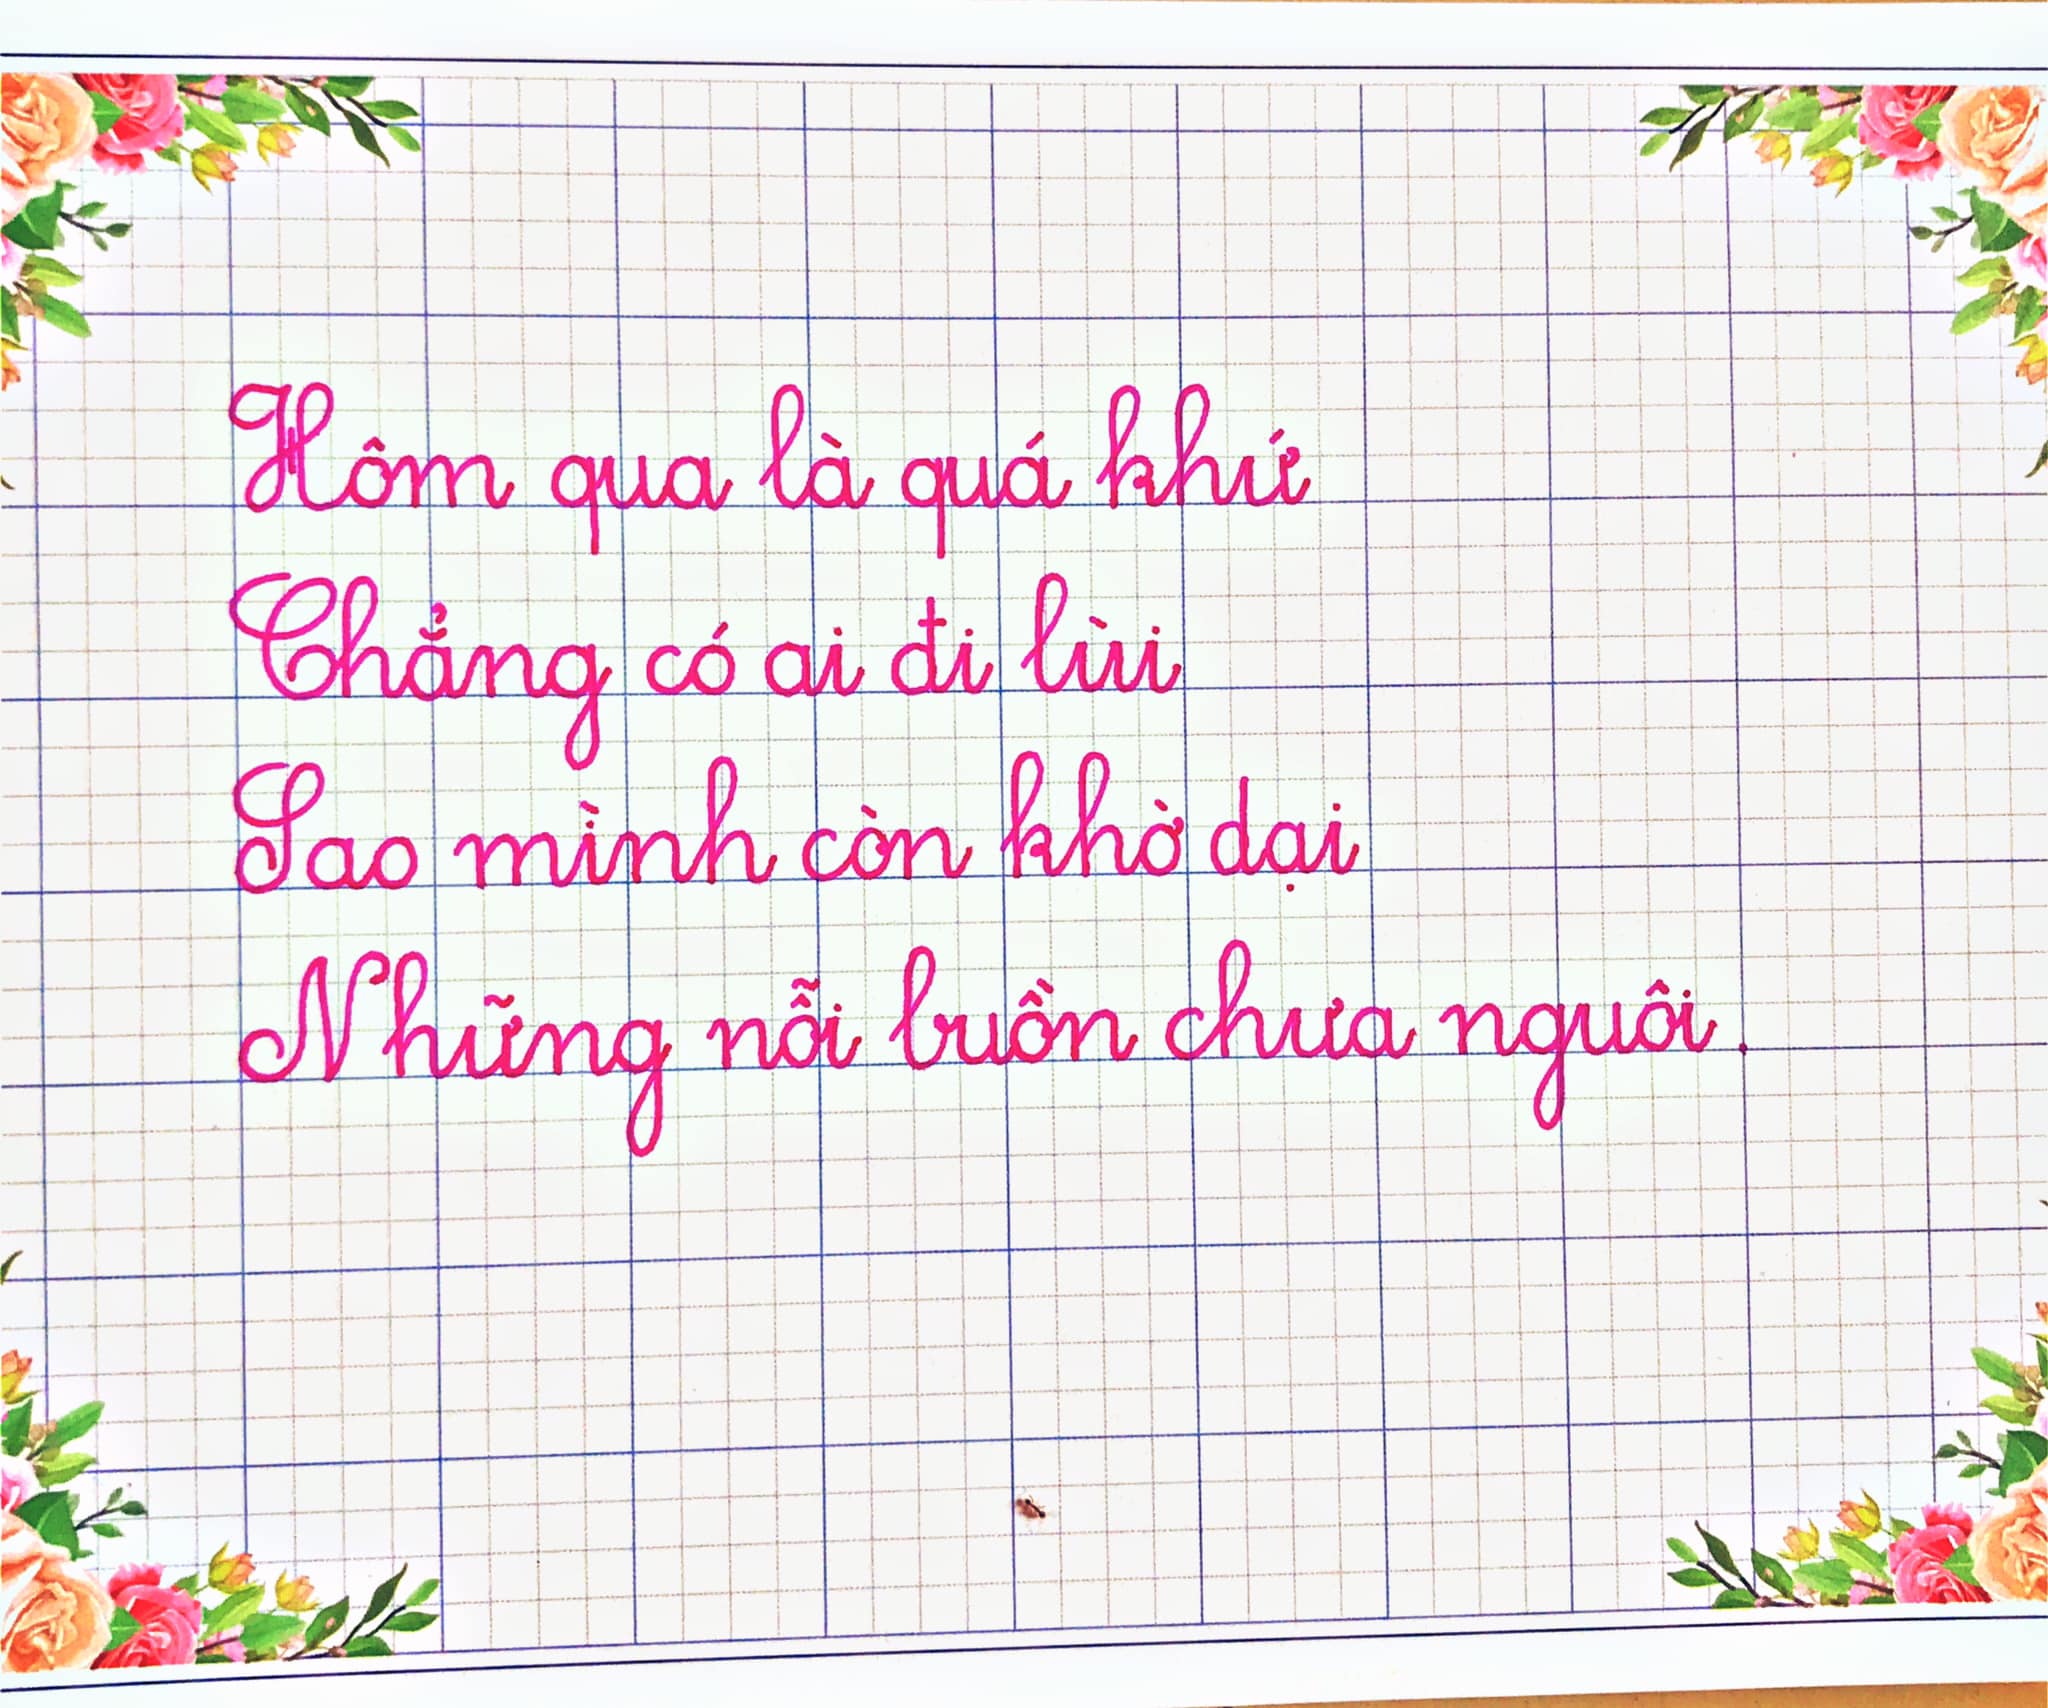 Hôm qua là quá khứ
Chẳng có ai đi lùi
Sao mình còn khờ dại
Những nỗi buồn chưa nguôi.